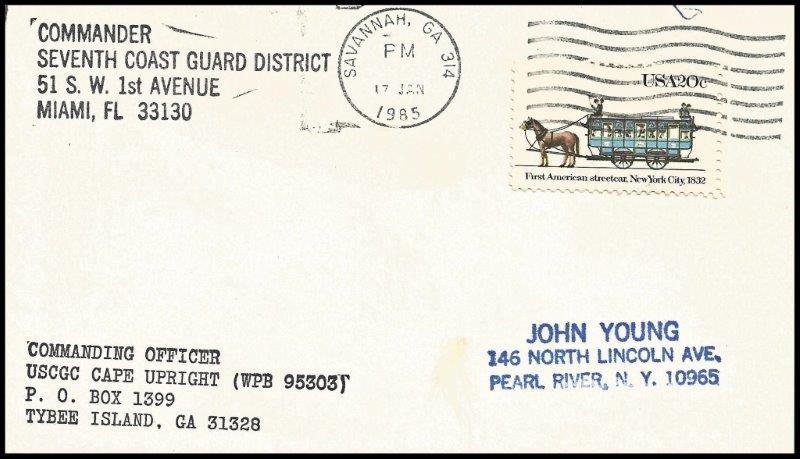 COMMANDER
SEVENTH COAST GUARD DISTRICT
51 S. W. 1st AVENUE
MIAMI, FL 33130
SAVANNAH, GA 314
PM
17 JAN
1985
USA20c
First American streetcar, New York City, 1832
COMMANDING OFFICER
USCGC CAPE UPRIGHT (WPB 95303)
P. O. BOX 1399
TYBEE ISLAND, GA 31328
JOHN YOUNG
146 NORTH LINCOLN AVE.
PEARL RIVER, N. Y. 10965